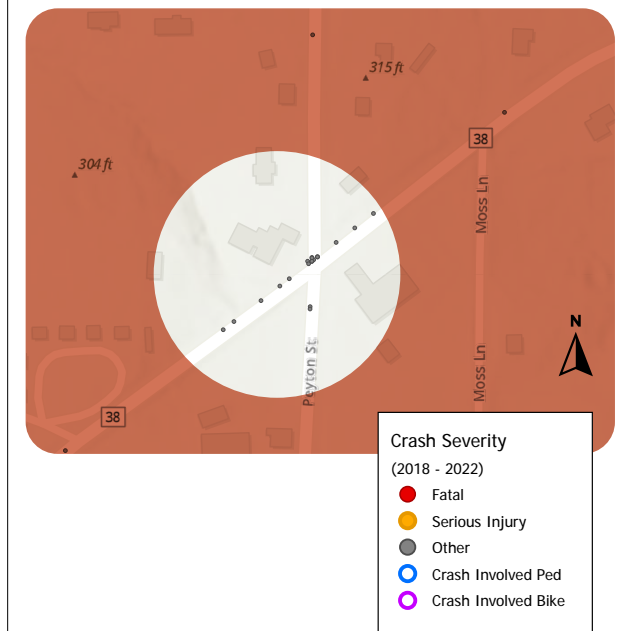 315 ft
38
304 ft
Moss Ln
N
Peyton St
Moss Ln
38
Crash Severity
(2018 - 2022)
Fatal
Serious Injury
Other
Crash Involved Ped
Crash Involved Bike